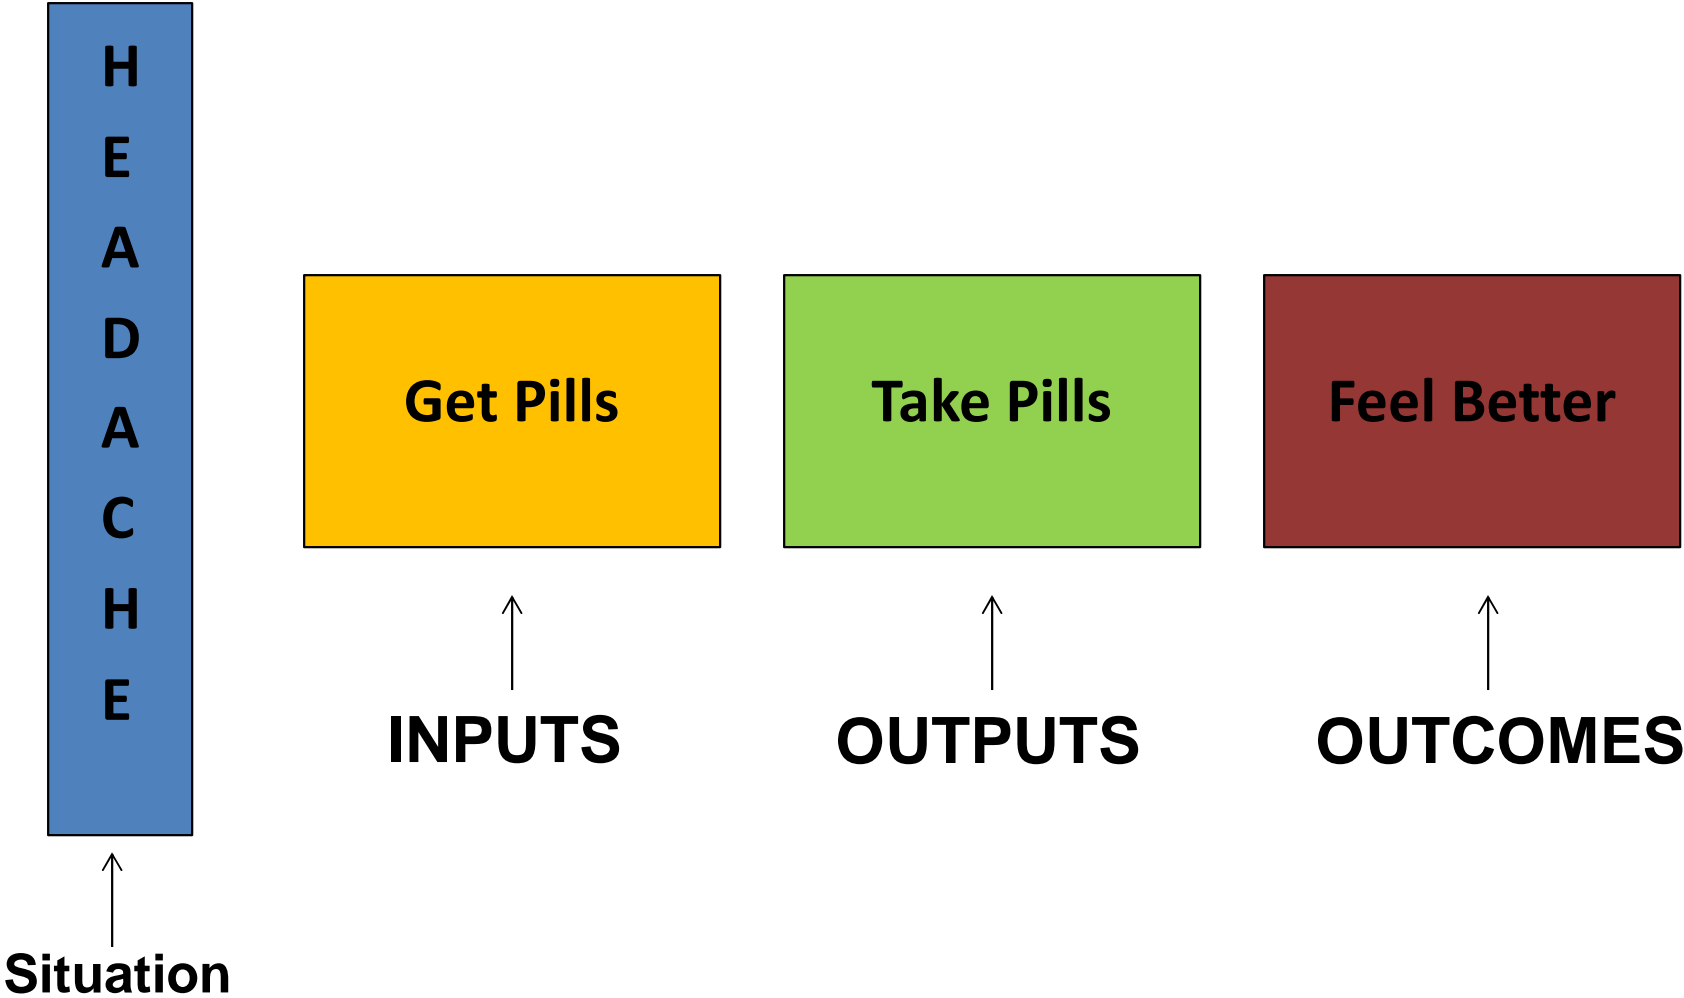 H
E
A
D
A
C
H
E
Situation
Get Pills
INPUTS
Take Pills
OUTPUTS
Feel Better
OUTCOMES